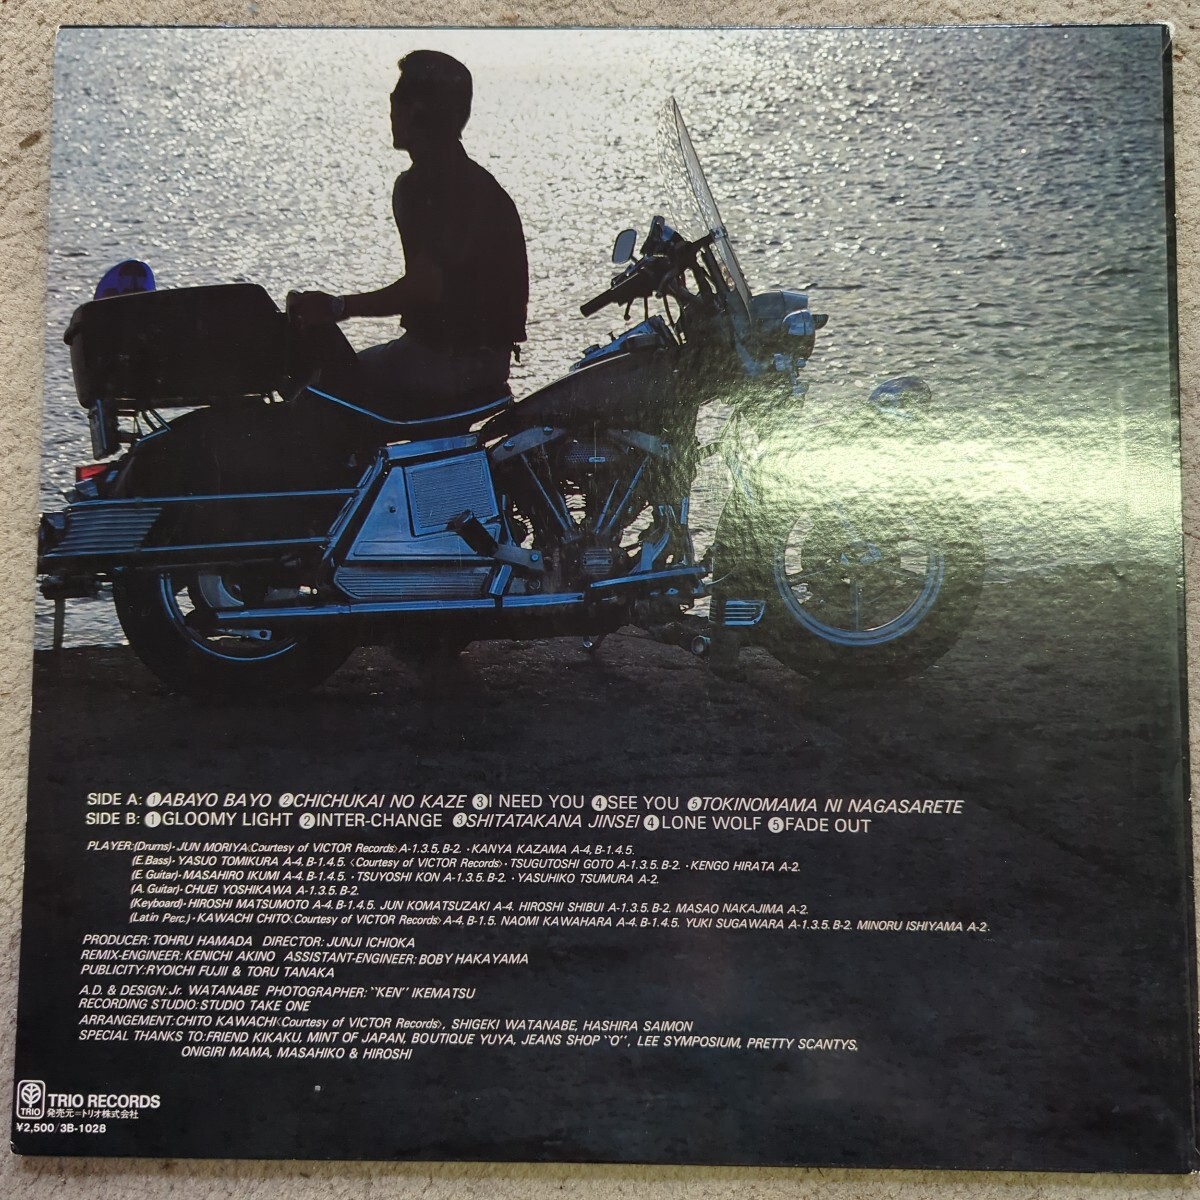 SIDE A: ❶ABAYO BAYO ❷CHICHUKAI NO KAZE ❸I NEED YOU ❹SEE YOU ❺TOKINOMAMA NI NAGASARETE
SIDE B: ❶GLOOMY LIGHT ❷INTER-CHANGE ❸SHITATAKANA JINSEI ❹LONE WOLF ❺FADE OUT
PLAYER:(Drums)- JUN MORIYA<Courtesy of VICTOR Records> A-1.3.5, B-2. · KANYA KAZAMA A-4, B-1.4.5.
(E.Bass)- YASUO TOMIKURA A-4. B-1.4.5. <Courtesy of VICTOR Records> · TSUGUTOSHI GOTO A-1.3.5. B-2. · KENGO HIRATA A-2.
(E. Guitar)- MASAHIRO IKUMI A-4. B-1.4.5. · TSUYOSHI KON A-1.3.5. B-2. · YASUHIKO TSUMURA A-2.
(A. Guitar)- CHUEI YOSHIKAWA A-1.3.5. B-2.
(Keyboard)- HIROSHI MATSUMOTO A-4. B-1.4.5. JUN KOMATSUZAKI A-4. HIROSHI SHIBUI A-1.3.5. B-2. MASAO NAKAJIMA A-2.
(Latin Perc.)- KAWACHI CHITO<Courtesy of VICTOR Records> A-4. B-1.5. NAOMI KAWAHARA A-4. B-1.4.5. YUKI SUGAWARA A-1.3.5. B-2. MINORU ISHIYAMA A-2.
PRODUCER: TOHRU HAMADA DIRECTOR: JUNJI ICHIOKA
REMIX-ENGINEER: KENICHI AKINO ASSISTANT-ENGINEER: BOBY HAKAYAMA
PUBLICITY: RYOICHI FUJII & TORU TANAKA
A.D. & DESIGN: Jr. WATANABE PHOTOGRAPHER: "KEN" IKEMATSU
RECORDING STUDIO: STUDIO TAKE ONE
ARRANGEMENT: CHITO KAWACHI<Courtesy of VICTOR Records>, SHIGEKI WATANABE, HASHIRA SAIMON
SPECIAL THANKS TO: FRIEND KIKAKU, MINT OF JAPAN, BOUTIQUE YUYA, JEANS SHOP "O", LEE SYMPOSIUM, PRETTY SCANTYS,
ONIGIRI MAMA, MASAHIKO & HIROSHI
TRIO
TRIO RECORDS
発売元=トリオ株式会社
¥2,500/3B-1028